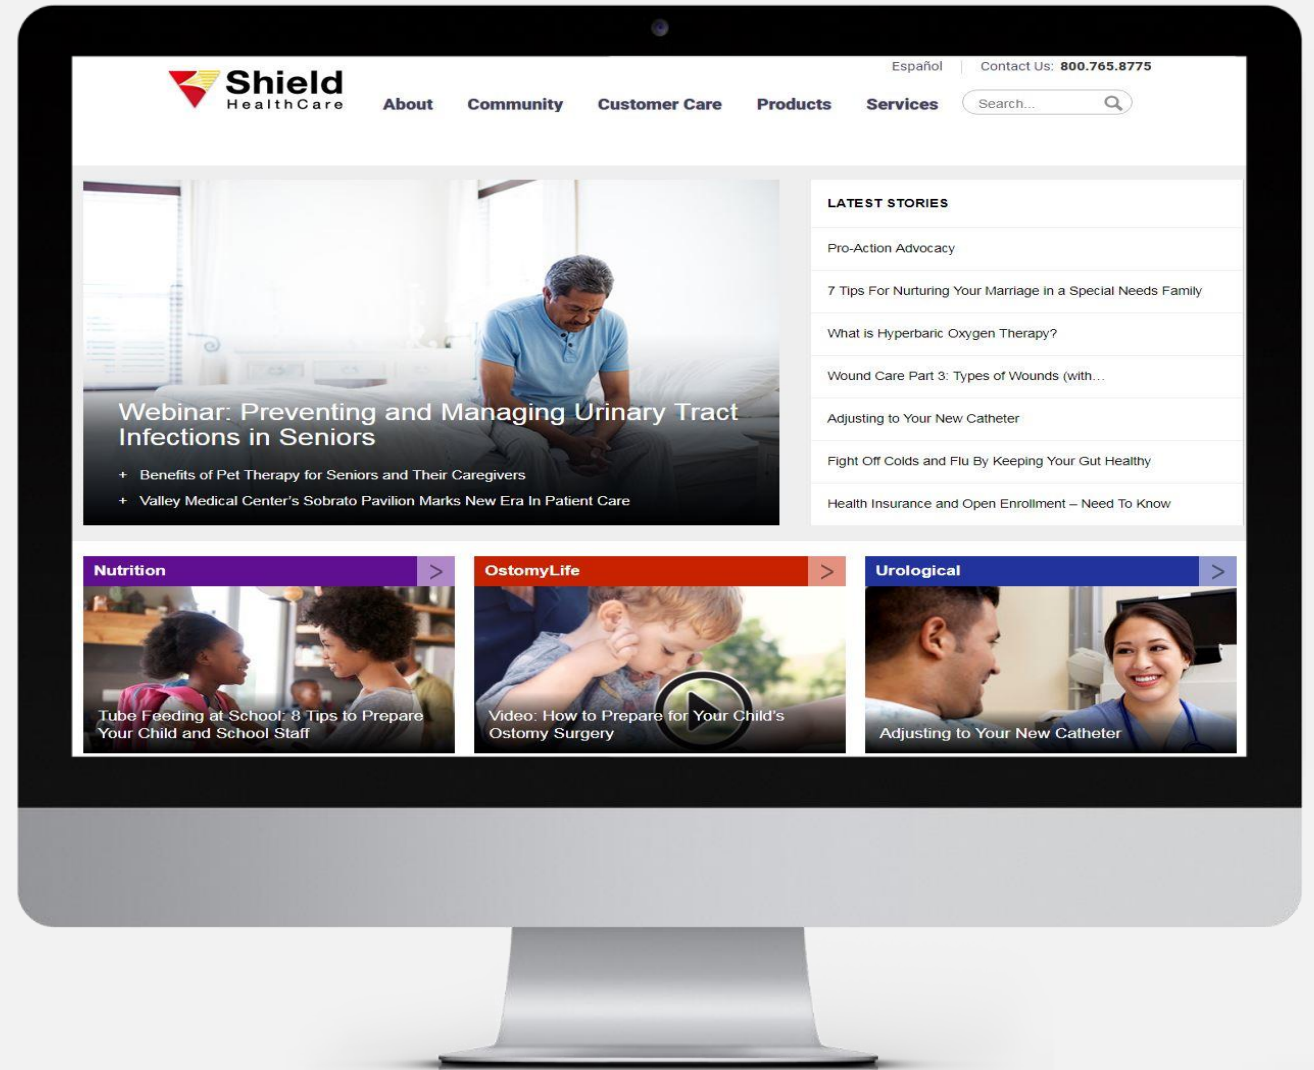 Español
Contact Us: 800.765.8775
Shield
HealthCare
About
Community
Customer Care
Products
Services
Search...
Webinar: Preventing and Managing Urinary Tract
Infections in Seniors
+ Benefits of Pet Therapy for Seniors and Their Caregivers
+ Valley Medical Center's Sobrato Pavilion Marks New Era In Patient Care
LATEST STORIES
Pro-Action Advocacy
7 Tips For Nurturing Your Marriage in a Special Needs Family
What is Hyperbaric Oxygen Therapy?
Wound Care Part 3: Types of Wounds (with…
Adjusting to Your New Catheter
Fight Off Colds and Flu By Keeping Your Gut Healthy
Health Insurance and Open Enrollment – Need To Know
Nutrition >
Tube Feeding at School: 8 Tips to Prepare
Your Child and School Staff
OstomyLife >
Video: How to Prepare for Your Child's
Ostomy Surgery
Urological >
Adjusting to Your New Catheter